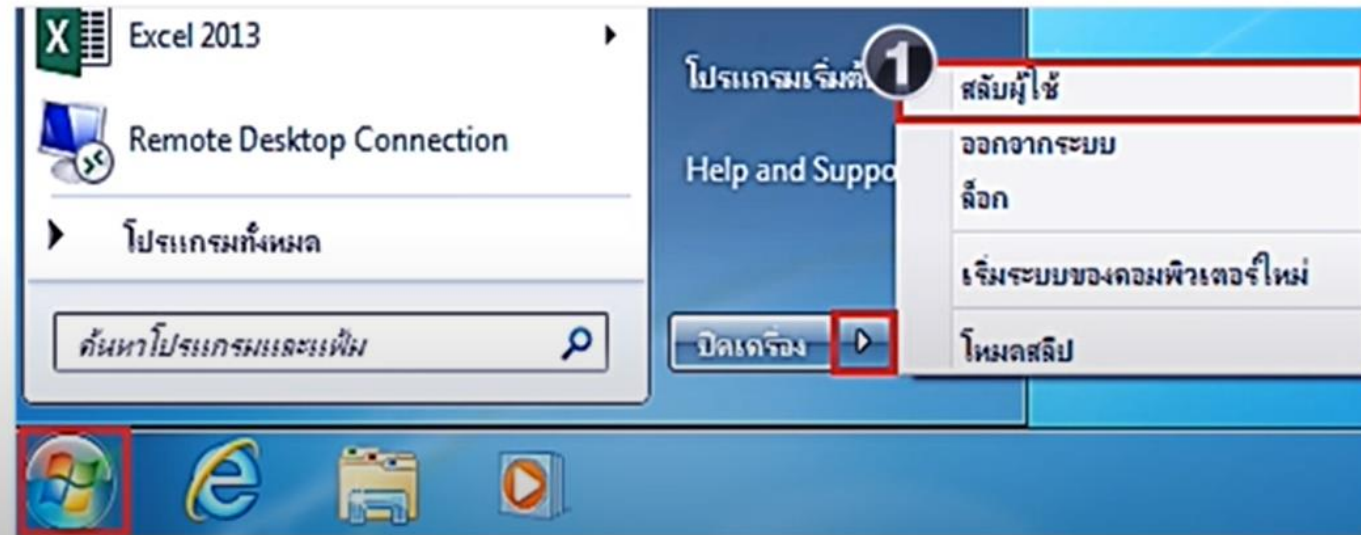 Excel 2013
Remote Desktop Connection
โปรแกรมทั้งหมด
ค้นหาโปรแกรมและแฟ้ม
โปรแกรมเริ่มต้
Help and Suppo
ปิดเครื่อง
1
สลับผู้ใช้
ออกจากระบบ
ล็อก
เริ่มระบบของคอมพิวเตอร์ใหม่
โหมดสลีป